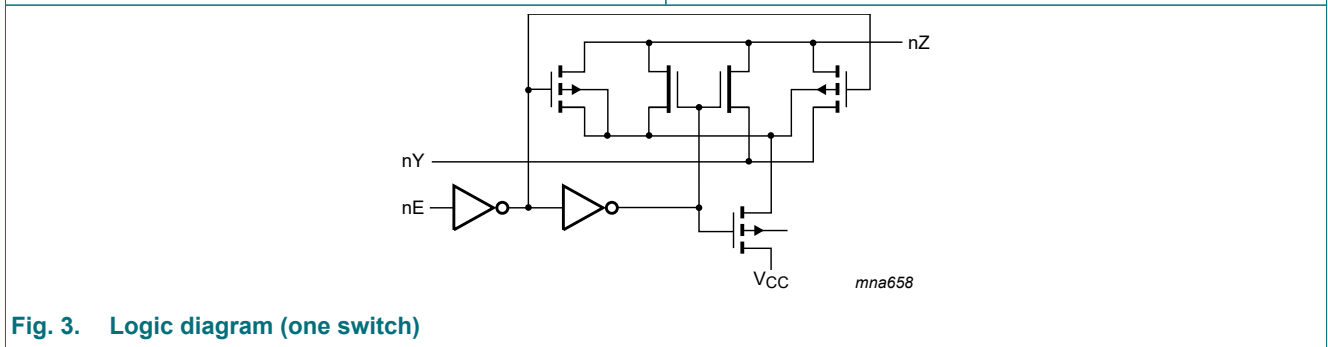 nZ
nY
nE
VCC
mna658
Fig. 3. Logic diagram (one switch)